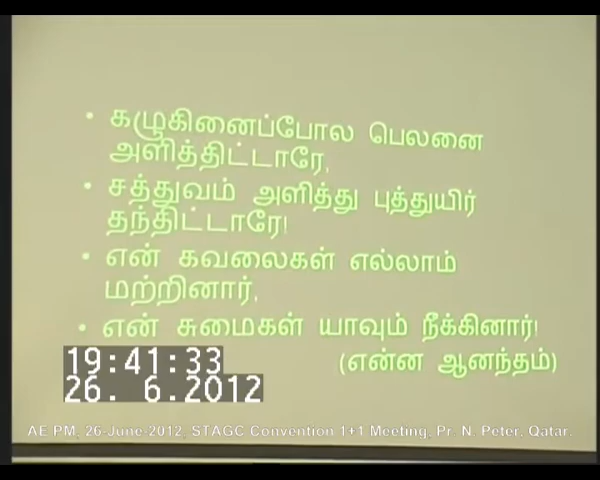 • கழுகினைப்போல பெலனை
அளித்திட்டாரே,
• சத்துவம் அளித்து புத்துயிர்
தந்திட்டாரே!
• என் கவலைகள் எல்லாம்
மற்றினார்,
• என் சுமைகள் யாவும் நீக்கினார்!
(என்ன ஆனந்தம்)
19:41:33
26. 6.2012
AE PM, 26-June-2012, STAGC Convention 1+1 Meeting, Pr. N. Peter, Qatar.